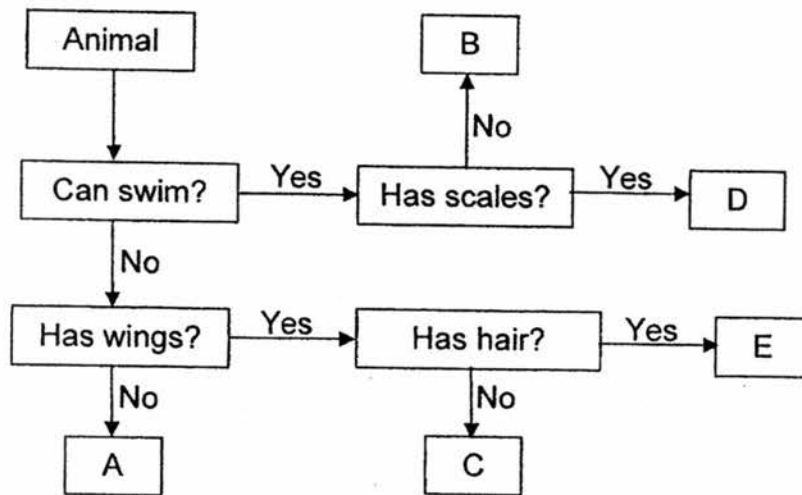 Animal
B
No
Can swim?
Yes
Has scales?
Yes
D
No
Has wings?
Yes
Has hair?
Yes
E
No
No
A
C